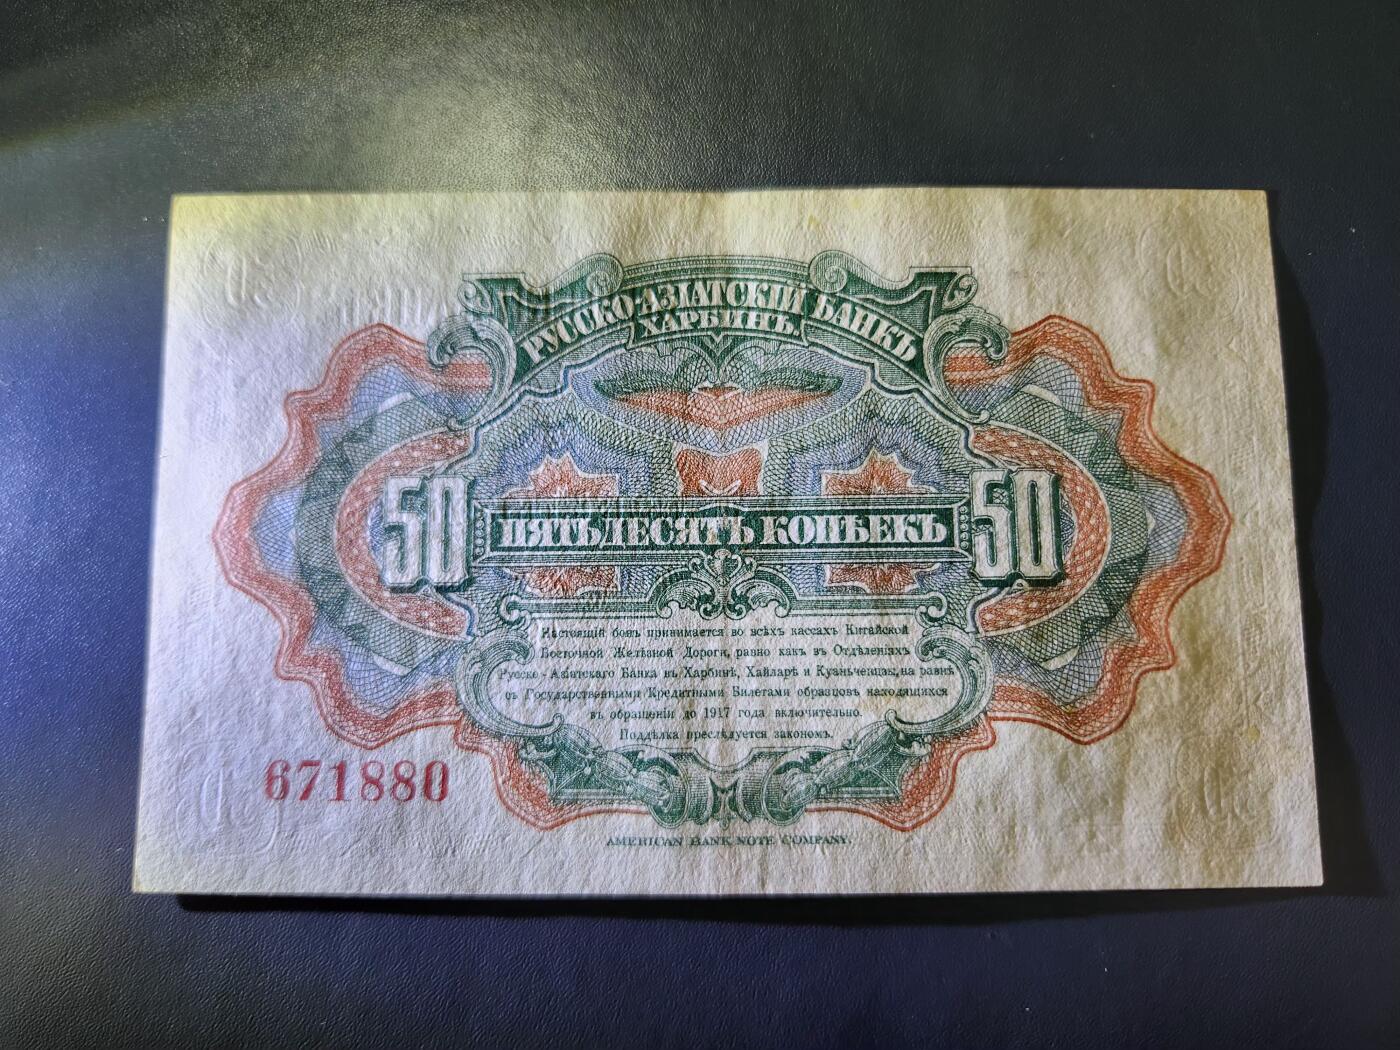 РУССКО-АЗІАТСКІЙ БАНКЪ
ХАРБИНЪ.
50 ПЯТЬДЕСЯТЪ КОПѢЕКЪ 50
Настоящій бонъ принимается во всѣхъ кассахъ Китайской
Восточной Желѣзной Дороги, равно какъ въ Отдѣленіяхъ
Русско-Азіатскаго Банка въ Харбинѣ, Хайларѣ и Куаньченцзы, на равнѣ
съ Государственными Кредитными Билетами образцовъ находящихся
въ обращеніи до 1917 года включительно.
Поддѣлка преслѣдуется закономъ.
671880
AMERICAN BANK NOTE COMPANY.